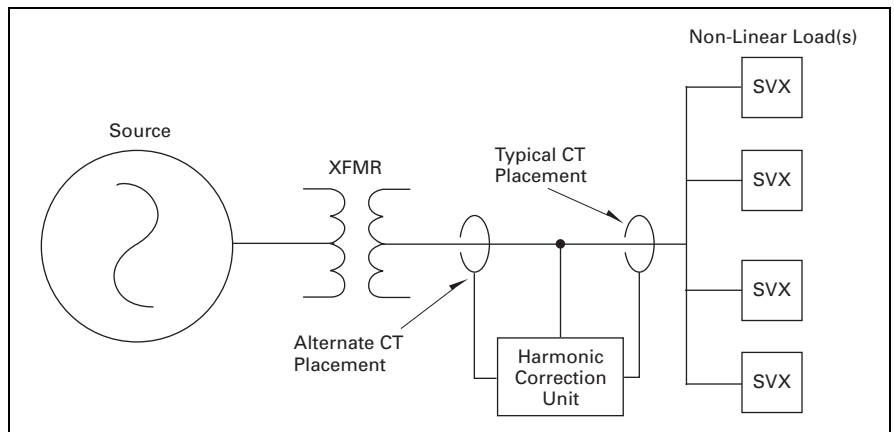 Non-Linear Load(s)
SVX
Source
Typical CT
Placement
XFMR
SVX
SVX
Alternate CT
Placement
Harmonic
Correction
Unit
SVX